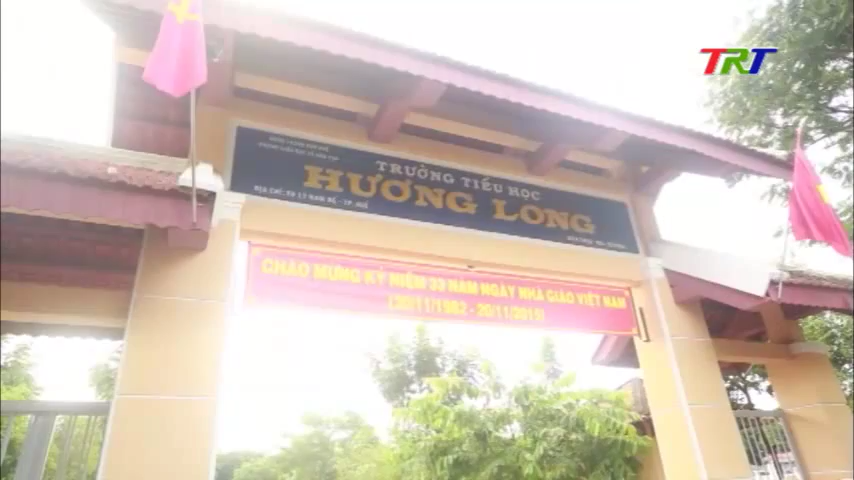 TRT
TRƯỜNG TIỂU HỌC
HƯƠNG LONG
CHÀO MỪNG KỶ NIỆM 33 NĂM NGÀY NHÀ GIÁO VIỆT NAM
(20/11/1982 - 20/11/2015)